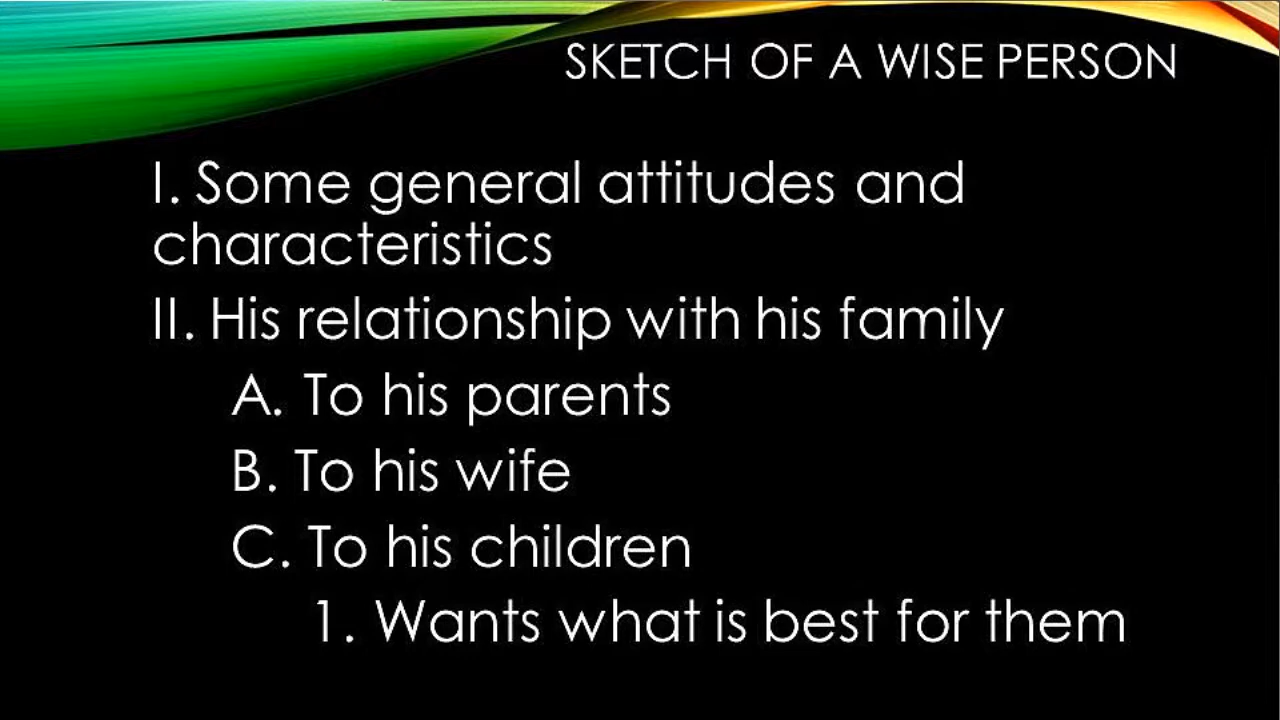 SKETCH OF A WISE PERSON
I. Some general attitudes and
characteristics
II. His relationship with his family
A. To his parents
B. To his wife
C. To his children
1. Wants what is best for them